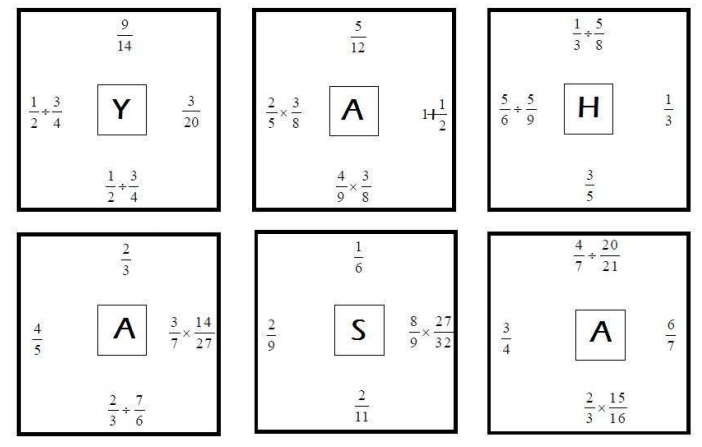 9/14
1/2 ÷ 3/4
Y
3/20
1/2 ÷ 3/4
5/12
2/5 × 3/8
A
1+1/2
4/9 × 3/8
1/3 ÷ 5/8
5/6 ÷ 5/9
H
1/3
3/5
2/3
4/5
A
3/7 × 14/27
2/3 ÷ 7/6
1/6
2/9
S
8/9 × 27/32
2/11
4/7 ÷ 20/21
3/4
A
6/7
2/3 × 15/16